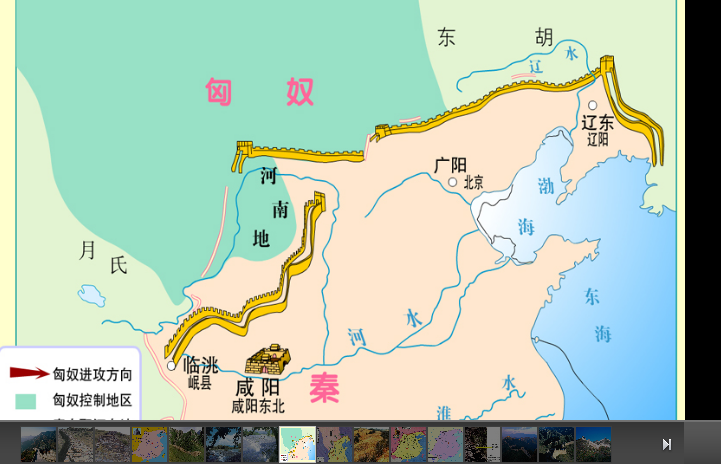 东 胡
辽 水
匈 奴
辽东
辽阳
广阳
北京
河
南
地
渤
海
月
氏
东
海
河 水
临洮
岷县
咸 阳
咸阳东北
秦
水
淮
匈奴进攻方向
匈奴控制地区